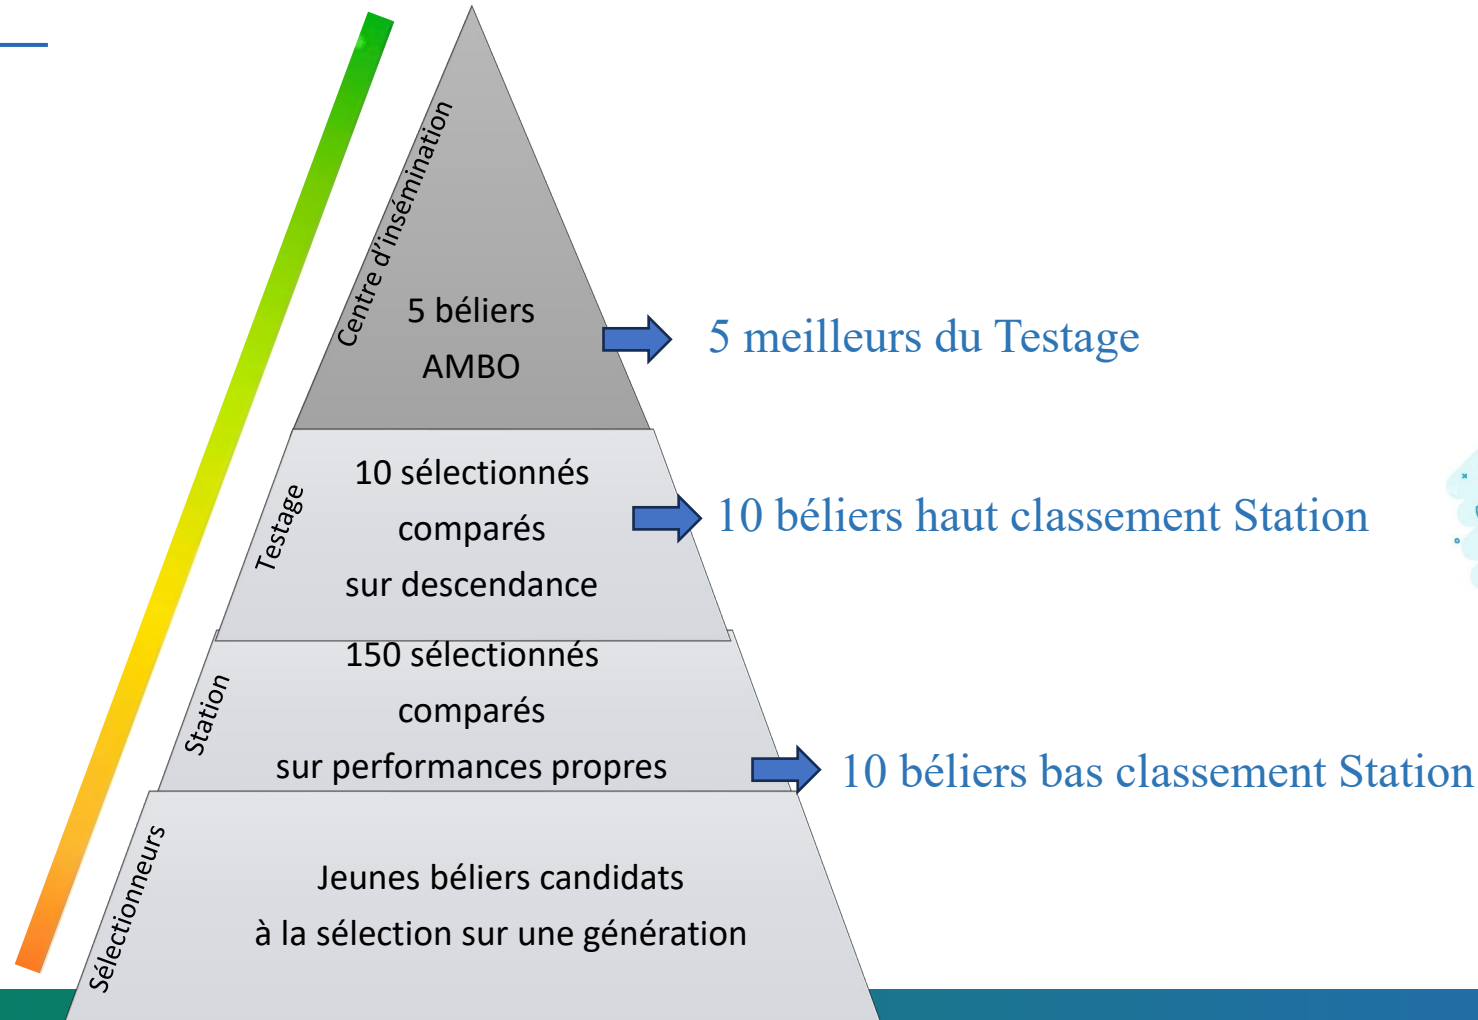 Centre d'insémination
5 béliers
AMBO
5 meilleurs du Testage
Testage
10 sélectionnés
comparés
sur descendance
10 béliers haut classement Station
Station
150 sélectionnés
comparés
sur performances propres
10 béliers bas classement Station
Sélectionneurs
Jeunes béliers candidats
à la sélection sur une génération